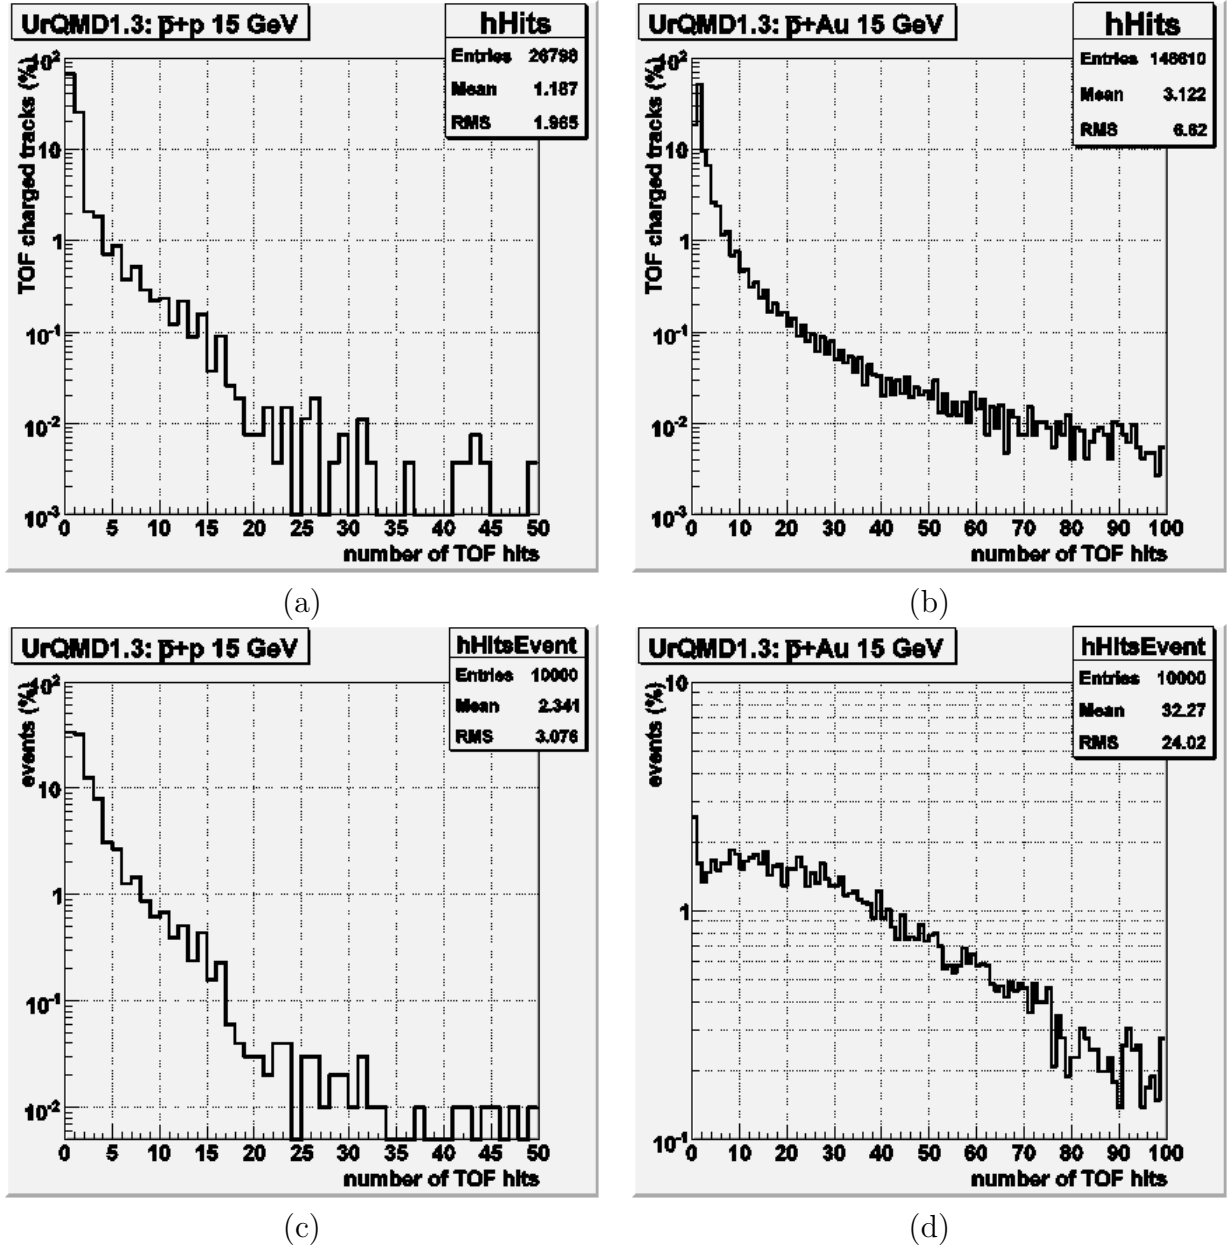 UrQMD1.3: p̅+p 15 GeV
hHits
Entries 26798
Mean 1.187
RMS 1.965
TOF charged tracks (%)
10²
10
1
10⁻¹
10⁻²
10⁻³
0 5 10 15 20 25 30 35 40 45 50
number of TOF hits
(a)
UrQMD1.3: p̅+Au 15 GeV
hHits
Entries 148610
Mean 3.122
RMS 6.62
TOF charged tracks (%)
10²
10
1
10⁻¹
10⁻²
10⁻³
0 10 20 30 40 50 60 70 80 90 100
number of TOF hits
(b)
UrQMD1.3: p̅+p 15 GeV
hHitsEvent
Entries 10000
Mean 2.341
RMS 3.076
events (%)
10²
10
1
10⁻¹
10⁻²
0 5 10 15 20 25 30 35 40 45 50
number of TOF hits
(c)
UrQMD1.3: p̅+Au 15 GeV
hHitsEvent
Entries 10000
Mean 32.27
RMS 24.02
events (%)
10
1
10⁻¹
0 10 20 30 40 50 60 70 80 90 100
number of TOF hits
(d)